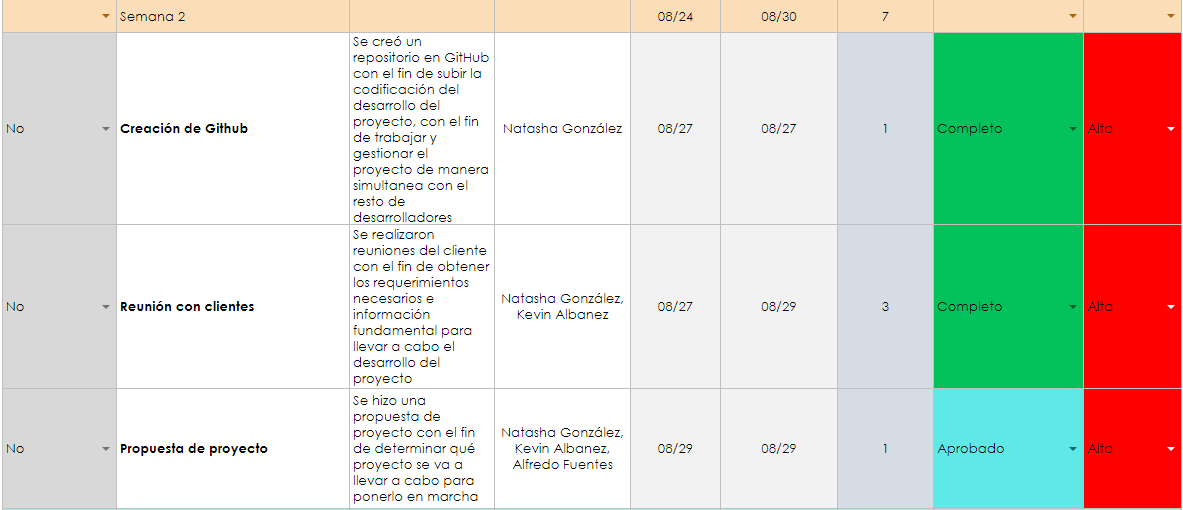 Semana 2 08/24 08/30 7
No
Creación de Github
Se creó un
repositorio en GitHub
con el fin de subir la
codificación del
desarrollo del
proyecto, con el fin
de trabajar y
gestionar el
proyecto de manera
simultanea con el
resto de
desarrolladores
Natasha González
08/27
08/27
1
Completo
Alta
No
Reunión con clientes
Se realizaron
reuniones del cliente
con el fin de obtener
los requerimientos
necesarios e
información
fundamental para
llevar a cabo el
desarrollo del
proyecto
Natasha González,
Kevin Albanez
08/27
08/29
3
Completo
Alta
No
Propuesta de proyecto
Se hizo una
propuesta de
proyecto con el fin
de determinar qué
proyecto se va a
llevar a cabo para
ponerlo en marcha
Natasha González,
Kevin Albanez,
Alfredo Fuentes
08/29
08/29
1
Aprobado
Alta